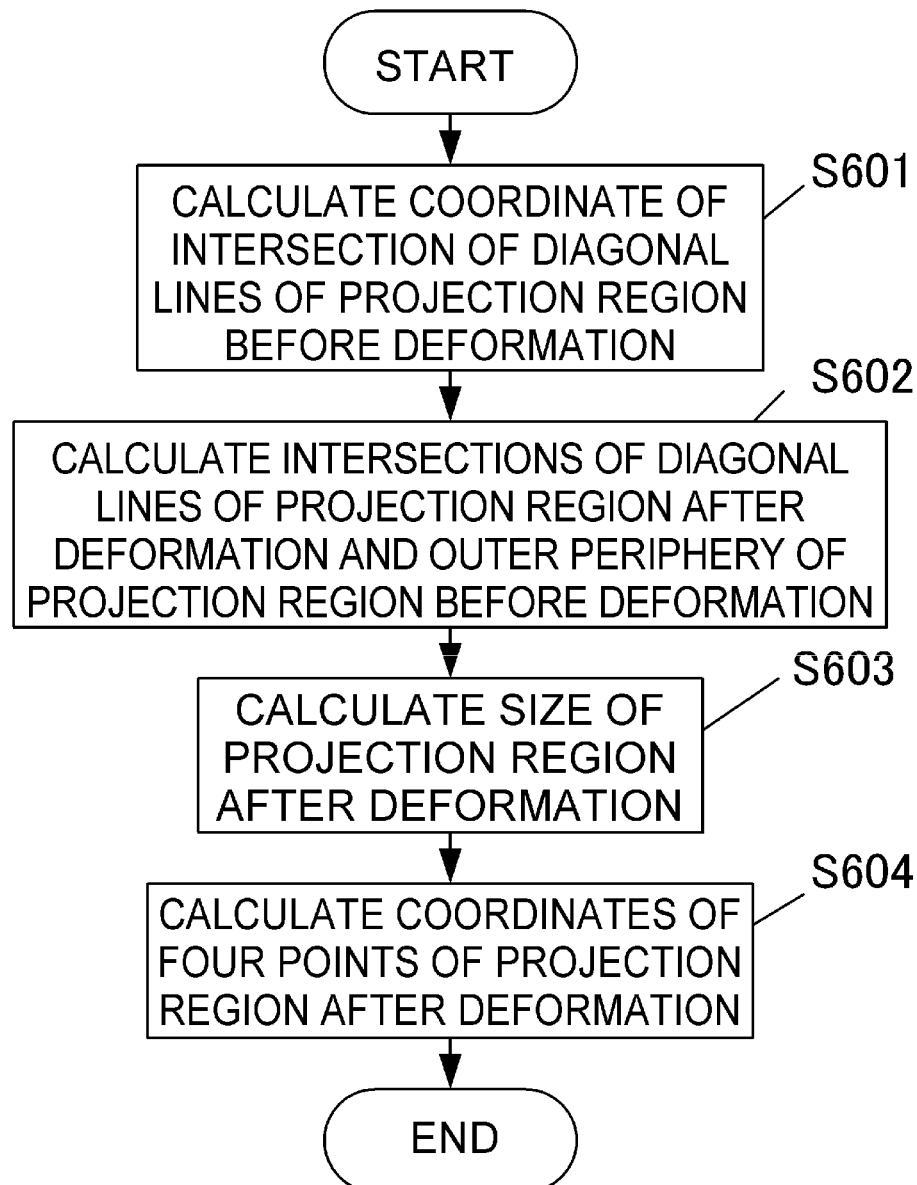 START
S601
CALCULATE COORDINATE OF
INTERSECTION OF DIAGONAL
LINES OF PROJECTION REGION
BEFORE DEFORMATION
S602
CALCULATE INTERSECTIONS OF DIAGONAL
LINES OF PROJECTION REGION AFTER
DEFORMATION AND OUTER PERIPHERY OF
PROJECTION REGION BEFORE DEFORMATION
S603
CALCULATE SIZE OF
PROJECTION REGION
AFTER DEFORMATION
S604
CALCULATE COORDINATES OF
FOUR POINTS OF PROJECTION
REGION AFTER DEFORMATION
END